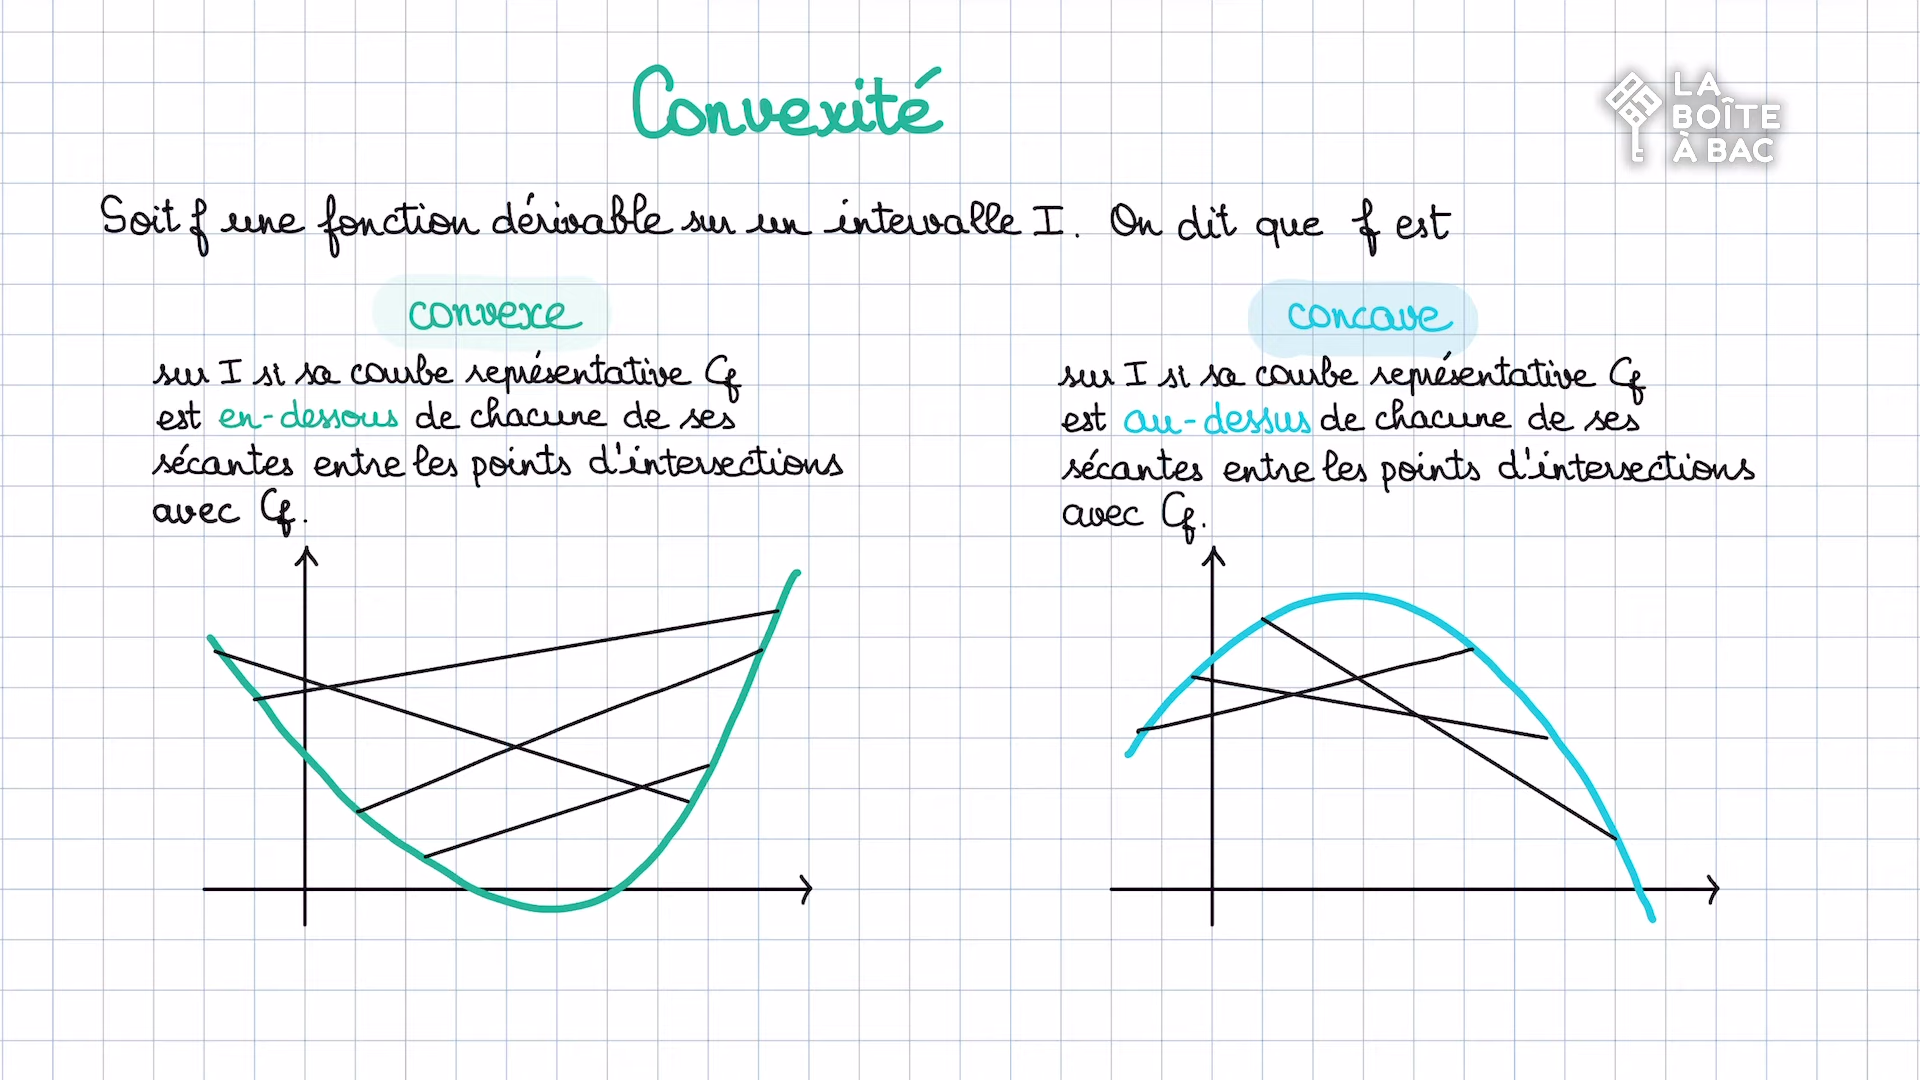 Convexité
LA
BOÎTE
À BAC
Soit f une fonction dérivable sur un intervalle I. On dit que f est
convexe
sur I si sa courbe représentative Cf
est en-dessous de chacune de ses
sécantes entre les points d'intersections
avec Cf.
concave
sur I si sa courbe représentative Cf
est au-dessus de chacune de ses
sécantes entre les points d'intersections
avec Cf.